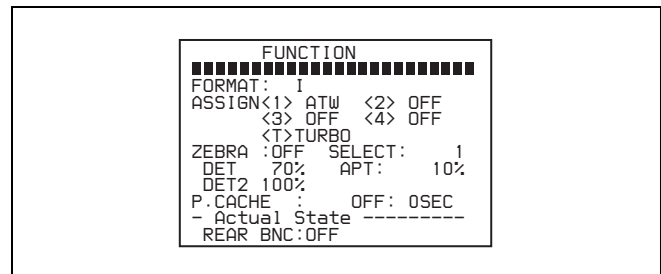 FUNCTION
FORMAT: I
ASSIGN<1> ATW <2> OFF
<3> OFF <4> OFF
<T>TURBO
ZEBRA :OFF SELECT: 1
DET 70% APT: 10%
DET2 100%
P.CACHE : OFF: 0SEC
- Actual State ---------
REAR BNC:OFF